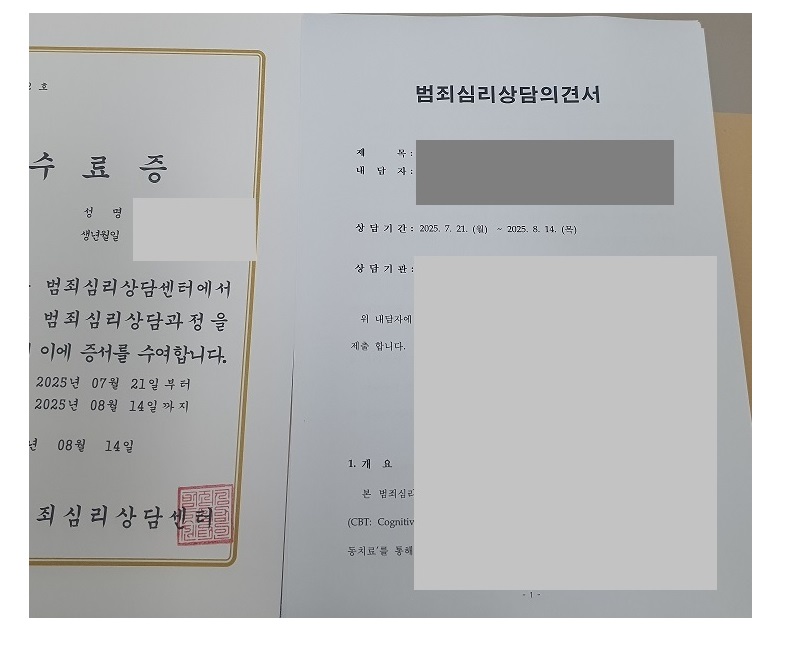 호
수 료 증
성 명
생년월일
범죄심리상담센터에서
범죄심리상담과정을
이에 증서를 수여합니다.
2025년 07월 21일부터
2025년 08월 14일까지
년 08월 14일
죄심리상담센터
범죄심리상담의견서
제 목 :
내 담 자 :
상 담 기 간 : 2025. 7. 21. (월) ~ 2025. 8. 14. (목)
상 담 기 관 :
위 내담자에
제출 합니다.
1. 개 요
본 범죄심리
(CBT: Cognitiv
동치료'를 통해
- 1 -